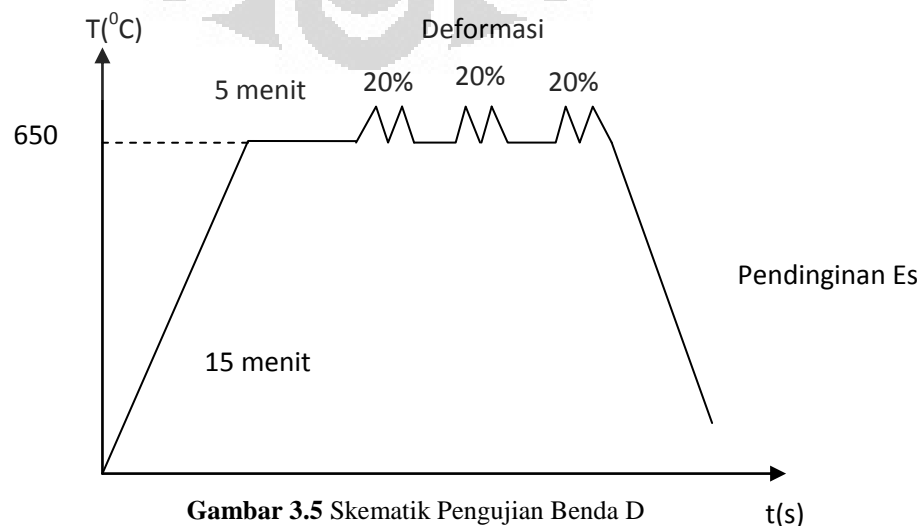 T(⁰C)
Deformasi
5 menit
20%
20%
20%
650
Pendinginan Es
15 menit
Gambar 3.5 Skematik Pengujian Benda D
t(s)